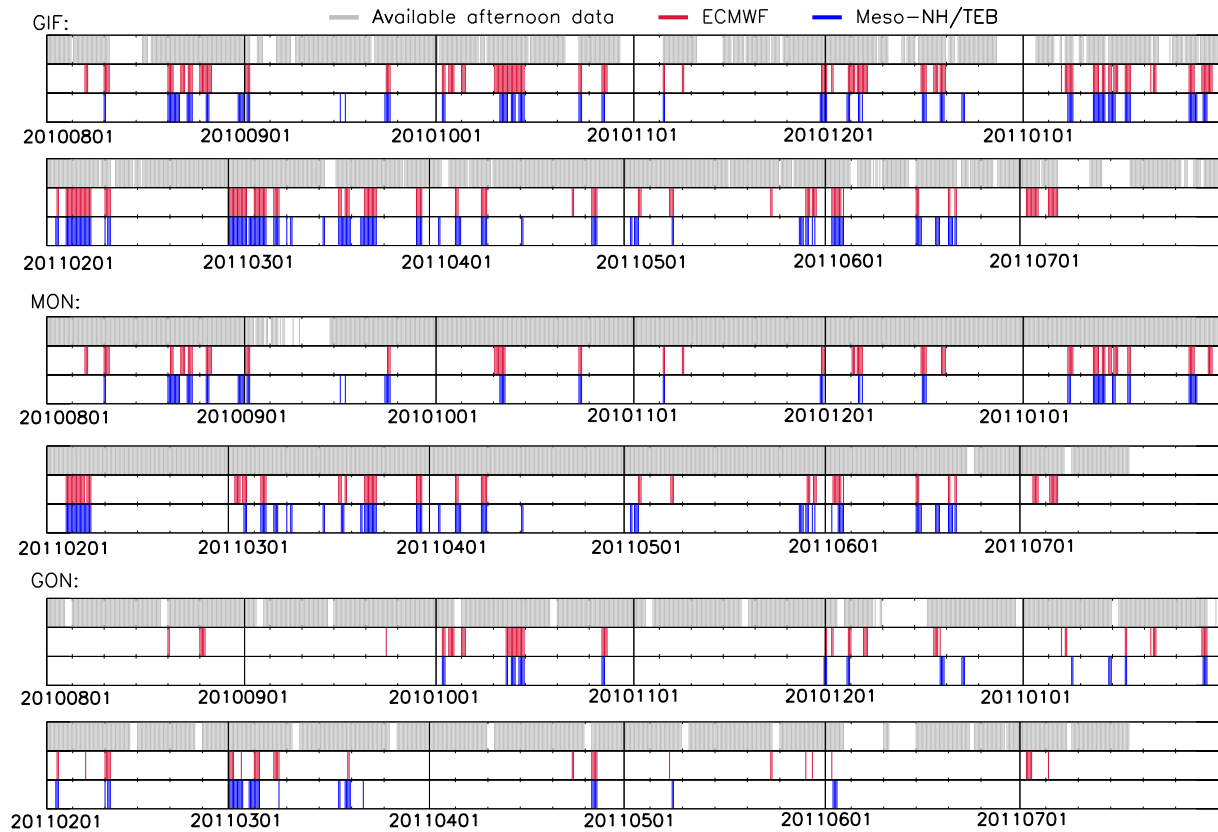 Available afternoon data ECMWF Meso-NH/TEB
GIF:
20100801 20100901 20101001 20101101 20101201 20110101
20110201 20110301 20110401 20110501 20110601 20110701
MON:
20100801 20100901 20101001 20101101 20101201 20110101
20110201 20110301 20110401 20110501 20110601 20110701
GON:
20100801 20100901 20101001 20101101 20101201 20110101
20110201 20110301 20110401 20110501 20110601 20110701